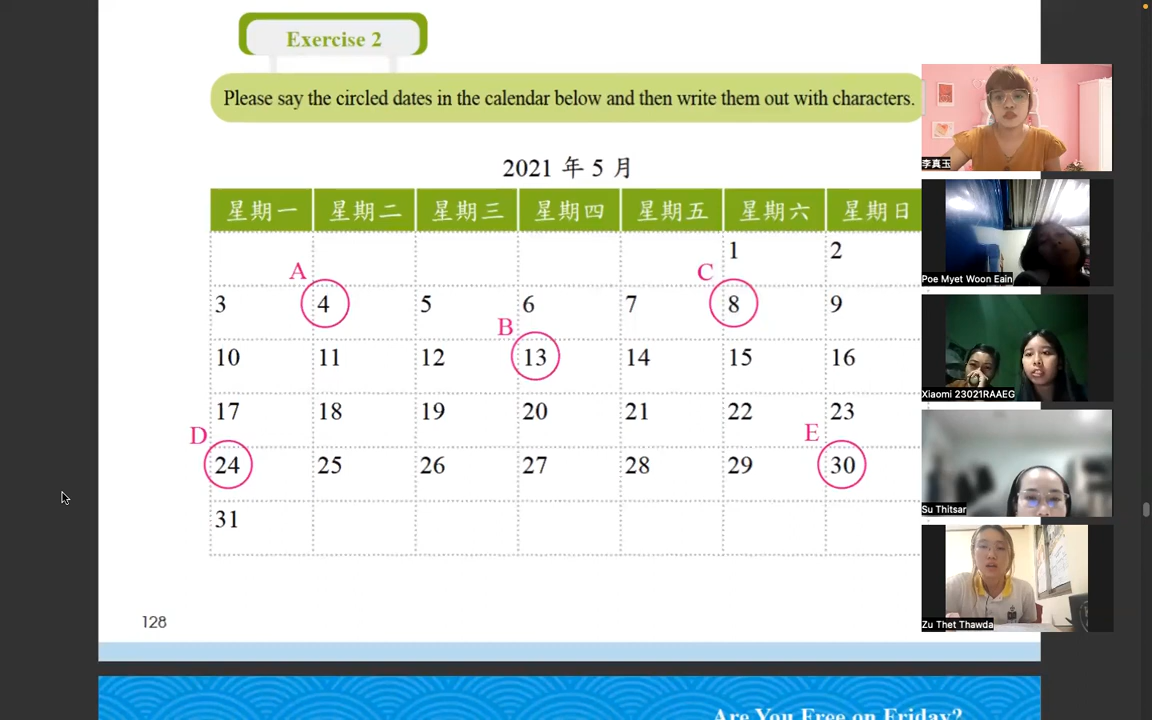 Exercise 2
Please say the circled dates in the calendar below and then write them out with characters.
2021 年 5 月
星期一 星期二 星期三 星期四 星期五 星期六 星期日
1 2
A C
3 4 5 6 7 8 9
B
10 11 12 13 14 15 16
17 18 19 20 21 22 23
D E
24 25 26 27 28 29 30
31
128
Are You Free on Friday?
李真玉
Poe Myet Woon Eain
Xiaomi 23021RAAEG
Su Thitsar
Zu Thet Thawda